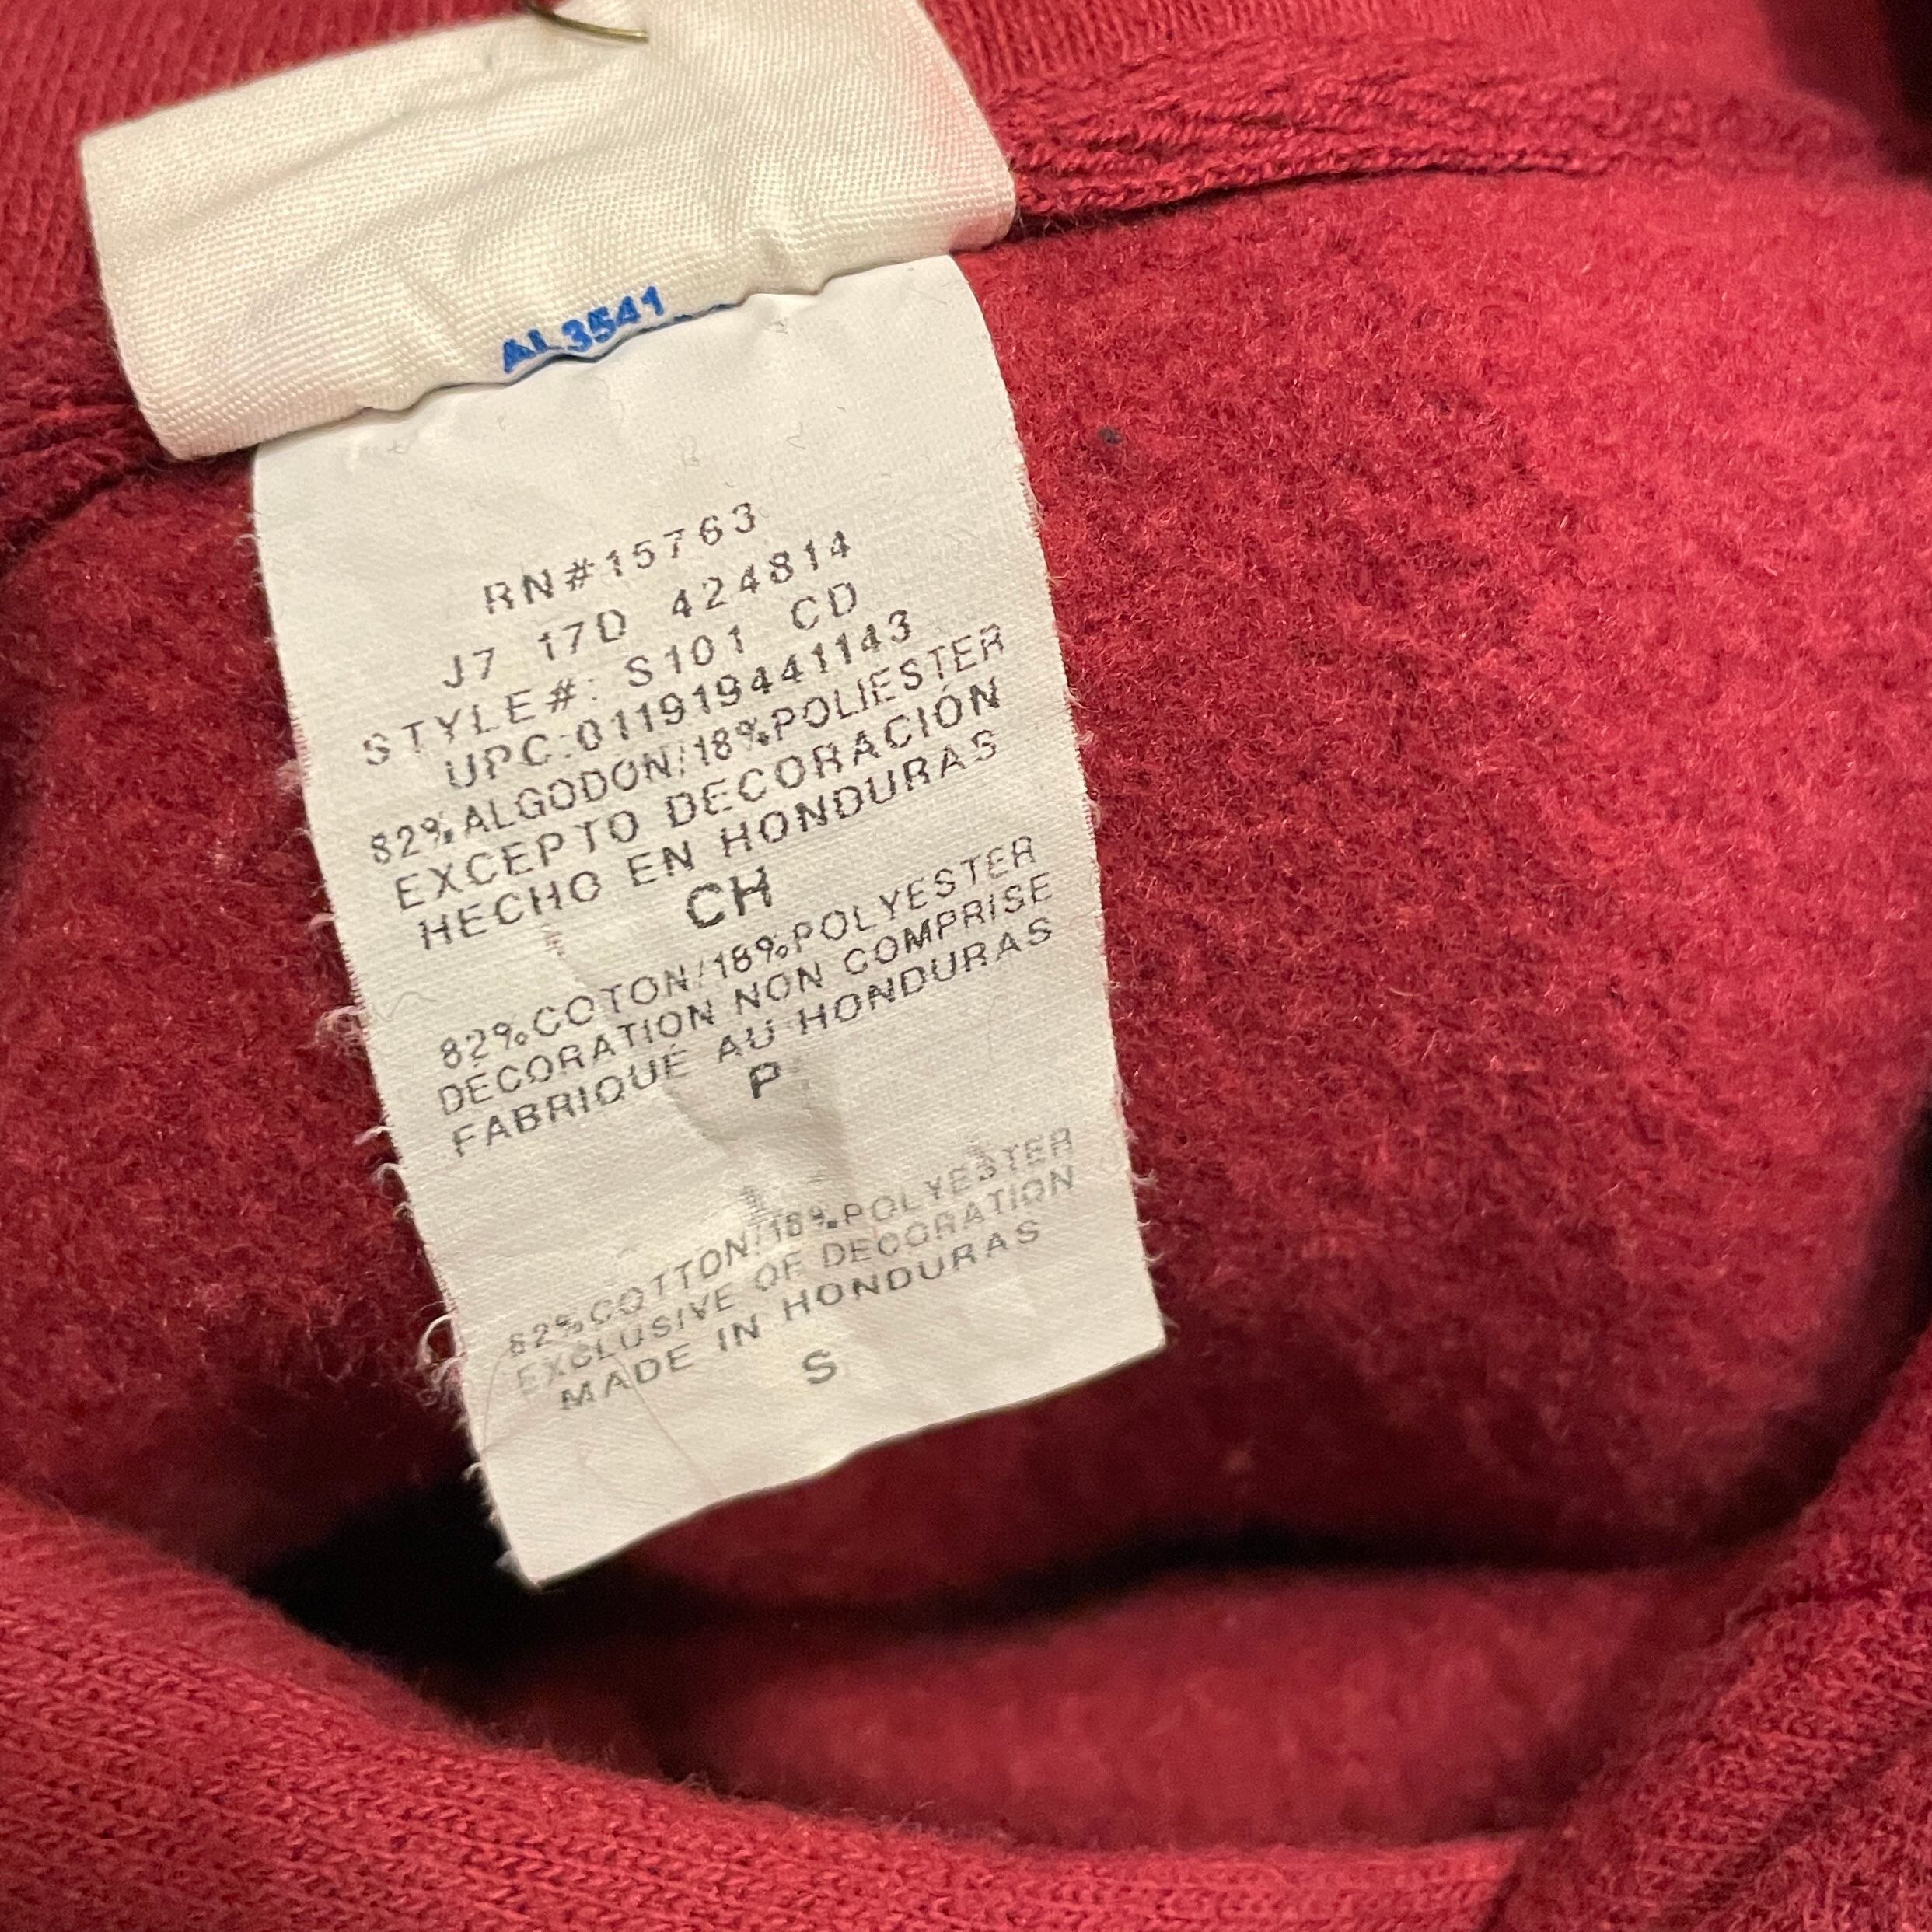 AL3541
RN#15763
J7 17D 424814
STYLE#: S101 CD
UPC:011919441143
82%ALGODÓN/18%POLIESTER
EXCEPTO DECORACIÓN
HECHO EN HONDURAS
CH
82%COTON/18%POLYESTER
DÉCORATION NON COMPRISE
FABRIQUÉ AU HONDURAS
P
82%COTTON/18%POLYESTER
EXCLUSIVE OF DECORATION
MADE IN HONDURAS
S